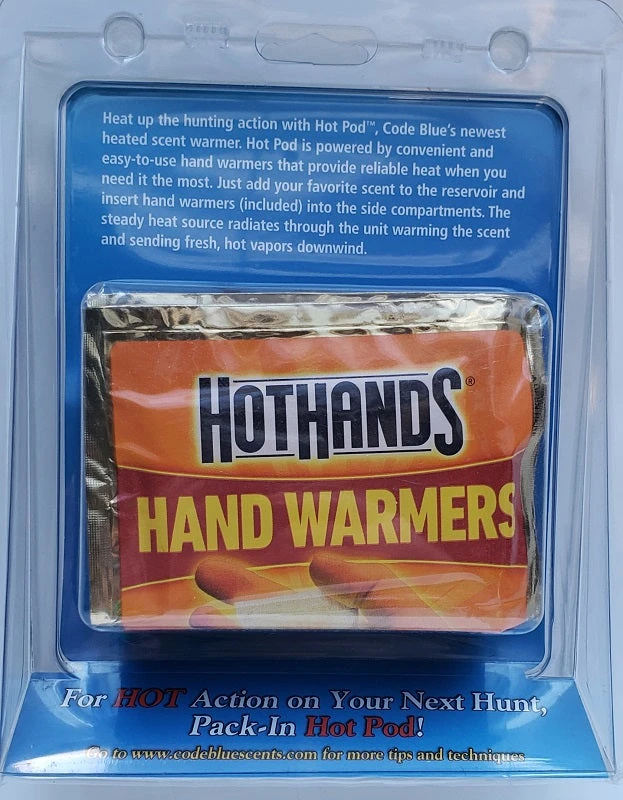 Heat up the hunting action with Hot Pod™, Code Blue's newest
heated scent warmer. Hot Pod is powered by convenient and
easy-to-use hand warmers that provide reliable heat when you
need it the most. Just add your favorite scent to the reservoir and
insert hand warmers (included) into the side compartments. The
steady heat source radiates through the unit warming the scent
and sending fresh, hot vapors downwind.
HOTHANDS®
HAND WARMERS
For HOT Action on Your Next Hunt,
Pack-In Hot Pod!
Go to www.codebluescents.com for more tips and techniques